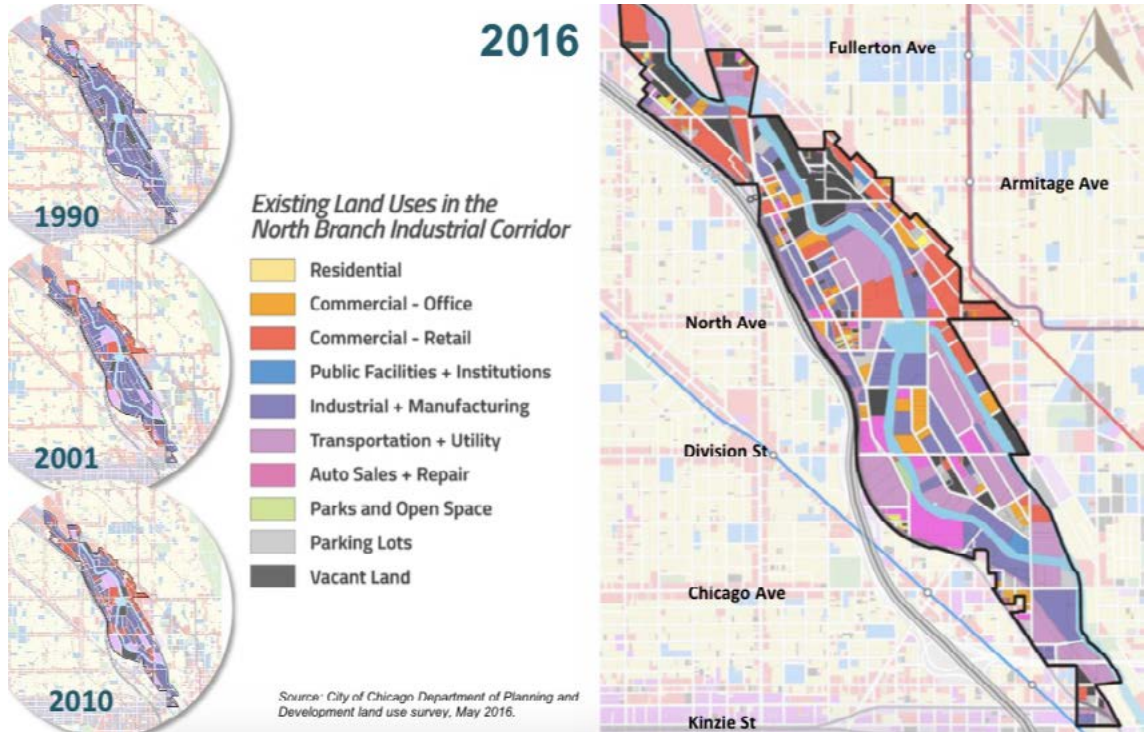 1990
2001
2010
2016
Existing Land Uses in the
North Branch Industrial Corridor
Residential
Commercial - Office
Commercial - Retail
Public Facilities + Institutions
Industrial + Manufacturing
Transportation + Utility
Auto Sales + Repair
Parks and Open Space
Parking Lots
Vacant Land
Source: City of Chicago Department of Planning and
Development land use survey, May 2016.
Fullerton Ave
N
Armitage Ave
North Ave
Division St
Chicago Ave
Kinzie St